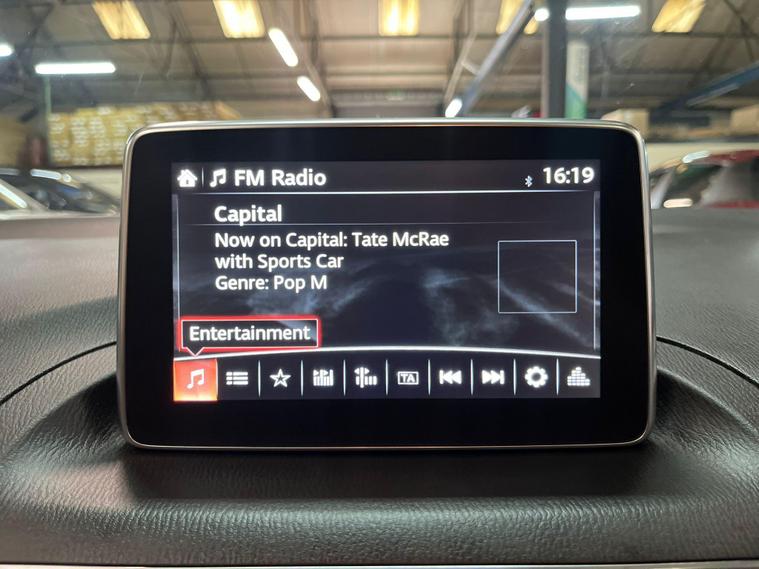 FM Radio 16:19
Capital
Now on Capital: Tate McRae
with Sports Car
Genre: Pop M
Entertainment
TA